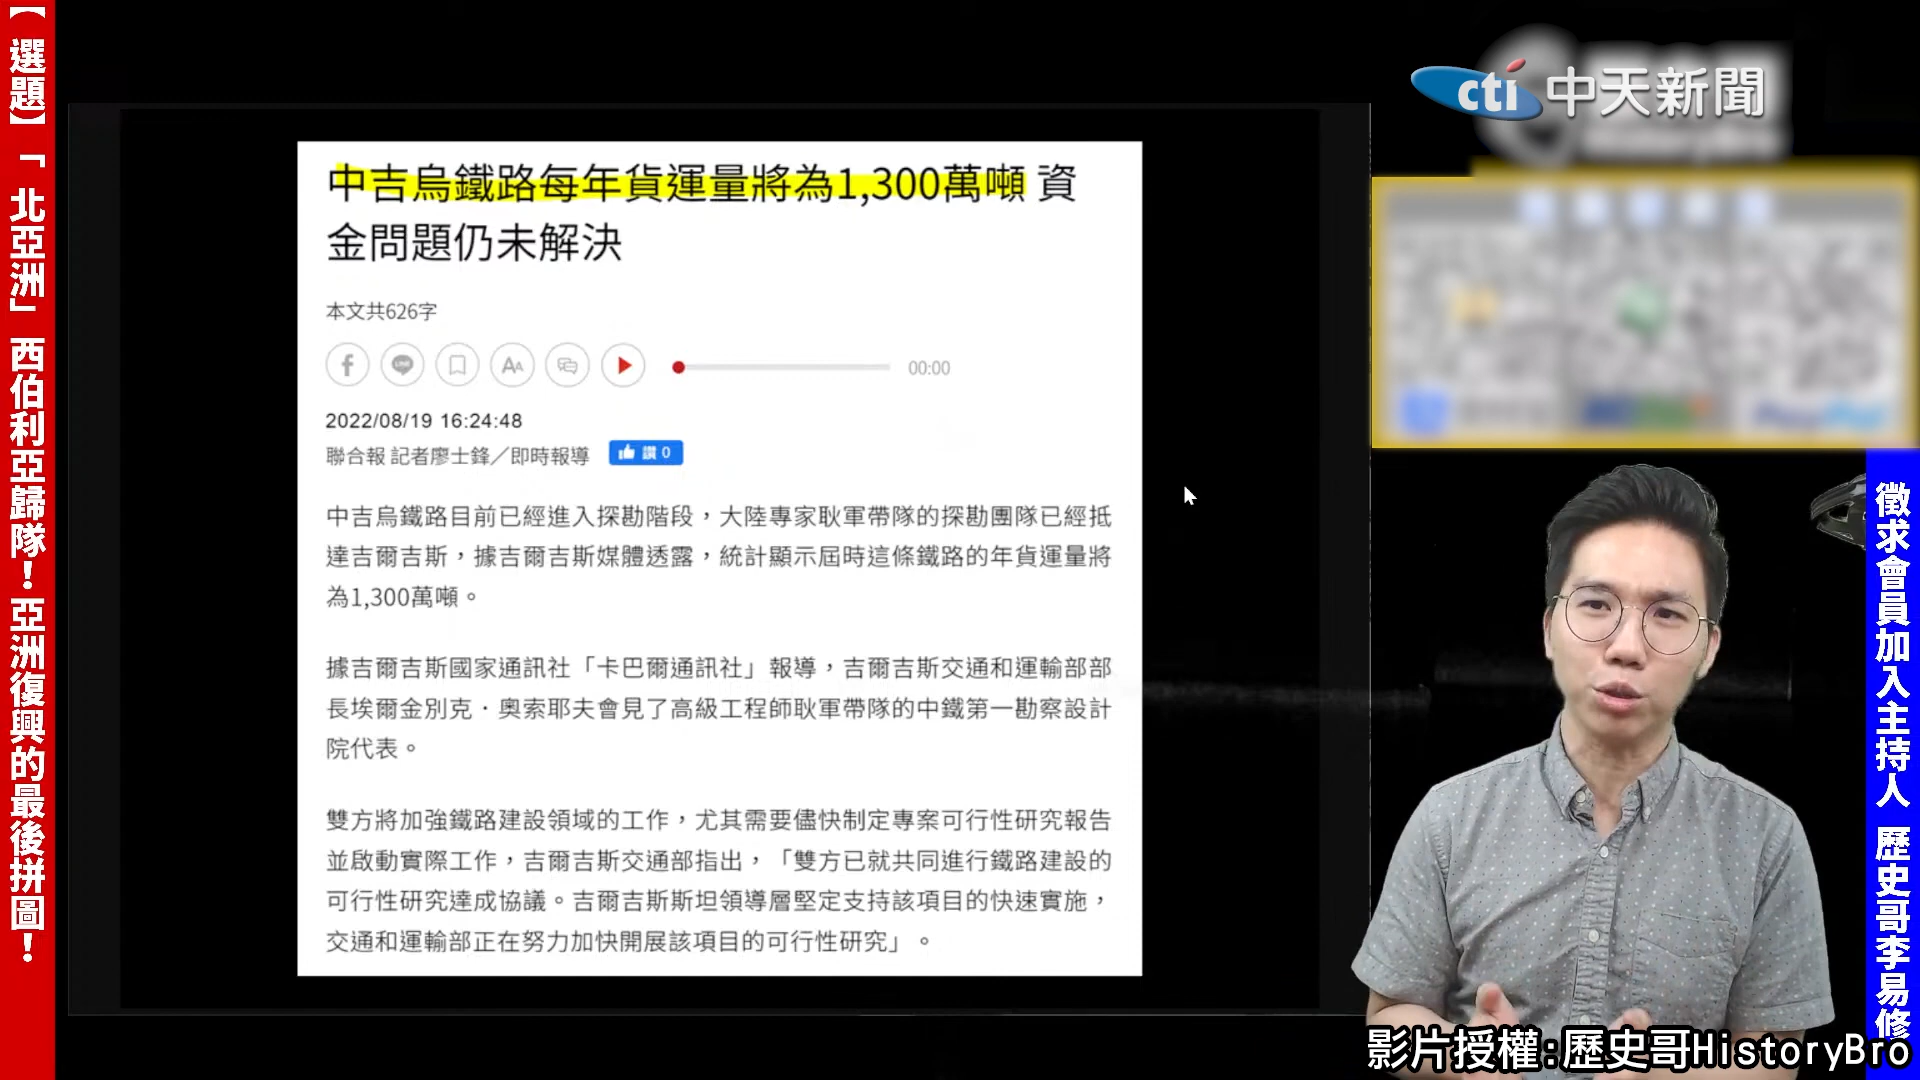 【選題】「北亞洲」西伯利亞歸隊！亞洲復興的最後拼圖！
cti 中天新聞
中吉烏鐵路每年貨運量將為1,300萬噸 資
金問題仍未解決
本文共626字
00:00
2022/08/19 16:24:48
聯合報 記者廖士鋒／即時報導
讚 0
中吉烏鐵路目前已經進入探勘階段，大陸專家耿軍帶隊的探勘團隊已經抵
達吉爾吉斯，據吉爾吉斯媒體透露，統計顯示屆時這條鐵路的年貨運量將
為1,300萬噸。
據吉爾吉斯國家通訊社「卡巴爾通訊社」報導，吉爾吉斯交通和運輸部部
長埃爾金別克．奧索耶夫會見了高級工程師耿軍帶隊的中鐵第一勘察設計
院代表。
雙方將加強鐵路建設領域的工作，尤其需要儘快制定專案可行性研究報告
並啟動實際工作，吉爾吉斯交通部指出，「雙方已就共同進行鐵路建設的
可行性研究達成協議。吉爾吉斯斯坦領導層堅定支持該項目的快速實施，
交通和運輸部正在努力加快開展該項目的可行性研究」。
徵求會員加入主持人 歷史哥李易修
影片授權:歷史哥HistoryBro